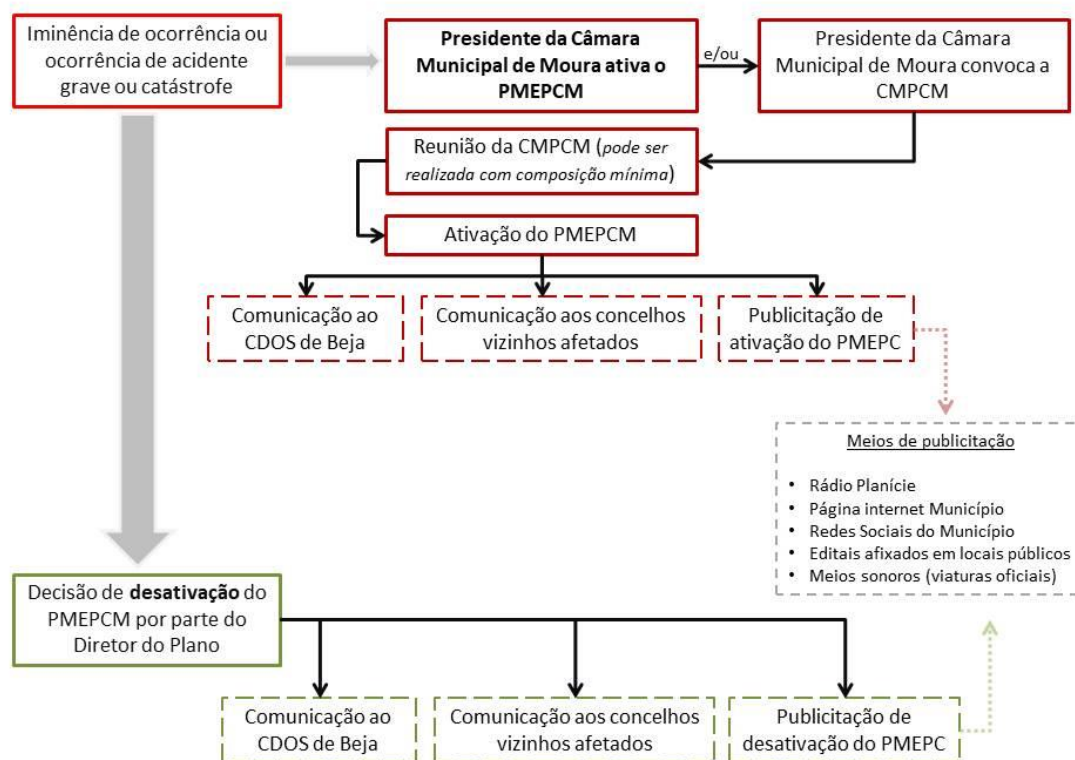 Iminência de ocorrência ou
ocorrência de acidente
grave ou catástrofe
Presidente da Câmara
Municipal de Moura ativa o
PMEPCM
e/ou
Presidente da Câmara
Municipal de Moura convoca a
CMPCM
Reunião da CMPCM (pode ser
realizada com composição mínima)
Ativação do PMEPCM
Comunicação ao
CDOS de Beja
Comunicação aos concelhos
vizinhos afetados
Publicitação de
ativação do PMEPC
Meios de publicitação
• Rádio Planície
• Página internet Município
• Redes Sociais do Município
• Editais afixados em locais públicos
• Meios sonoros (viaturas oficiais)
Decisão de desativação do
PMEPCM por parte do
Diretor do Plano
Comunicação ao
CDOS de Beja
Comunicação aos concelhos
vizinhos afetados
Publicitação de
desativação do PMEPC